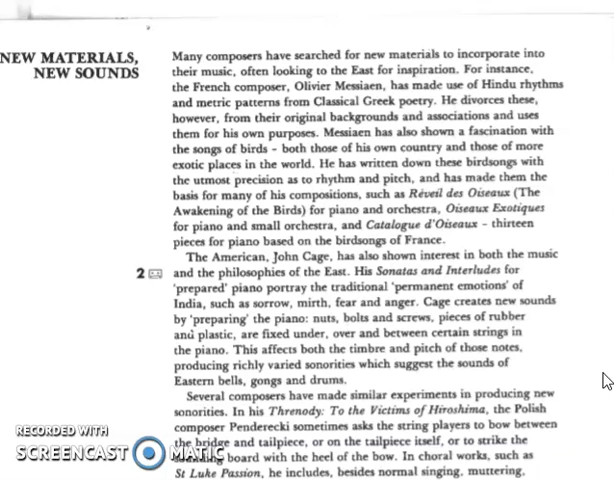 NEW MATERIALS,
NEW SOUNDS
Many composers have searched for new materials to incorporate into
their music, often looking to the East for inspiration. For instance,
the French composer, Olivier Messiaen, has made use of Hindu rhythms
and metric patterns from Classical Greek poetry. He divorces these,
however, from their original backgrounds and associations and uses
them for his own purposes. Messiaen has also shown a fascination with
the songs of birds - both those of his own country and those of more
exotic places in the world. He has written down these birdsongs with
the utmost precision as to rhythm and pitch, and has made them the
basis for many of his compositions, such as Réveil des Oiseaux (The
Awakening of the Birds) for piano and orchestra, Oiseaux Exotiques
for piano and small orchestra, and Catalogue d'Oiseaux - thirteen
pieces for piano based on the birdsongs of France.
The American, John Cage, has also shown interest in both the music
2 and the philosophies of the East. His Sonatas and Interludes for
'prepared' piano portray the traditional 'permanent emotions' of
India, such as sorrow, mirth, fear and anger. Cage creates new sounds
by 'preparing' the piano: nuts, bolts and screws, pieces of rubber
and plastic, are fixed under, over and between certain strings in
the piano. This affects both the timbre and pitch of those notes,
producing richly varied sonorities which suggest the sounds of
Eastern bells, gongs and drums.
Several composers have made similar experiments in producing new
sonorities. In his Threnody: To the Victims of Hiroshima, the Polish
composer Penderecki sometimes asks the string players to bow between
the bridge and tailpiece, or on the tailpiece itself, or to strike the
board with the heel of the bow. In choral works, such as
St Luke Passion, he includes, besides normal singing, muttering,
RECORDED WITH
SCREENCAST MATIC